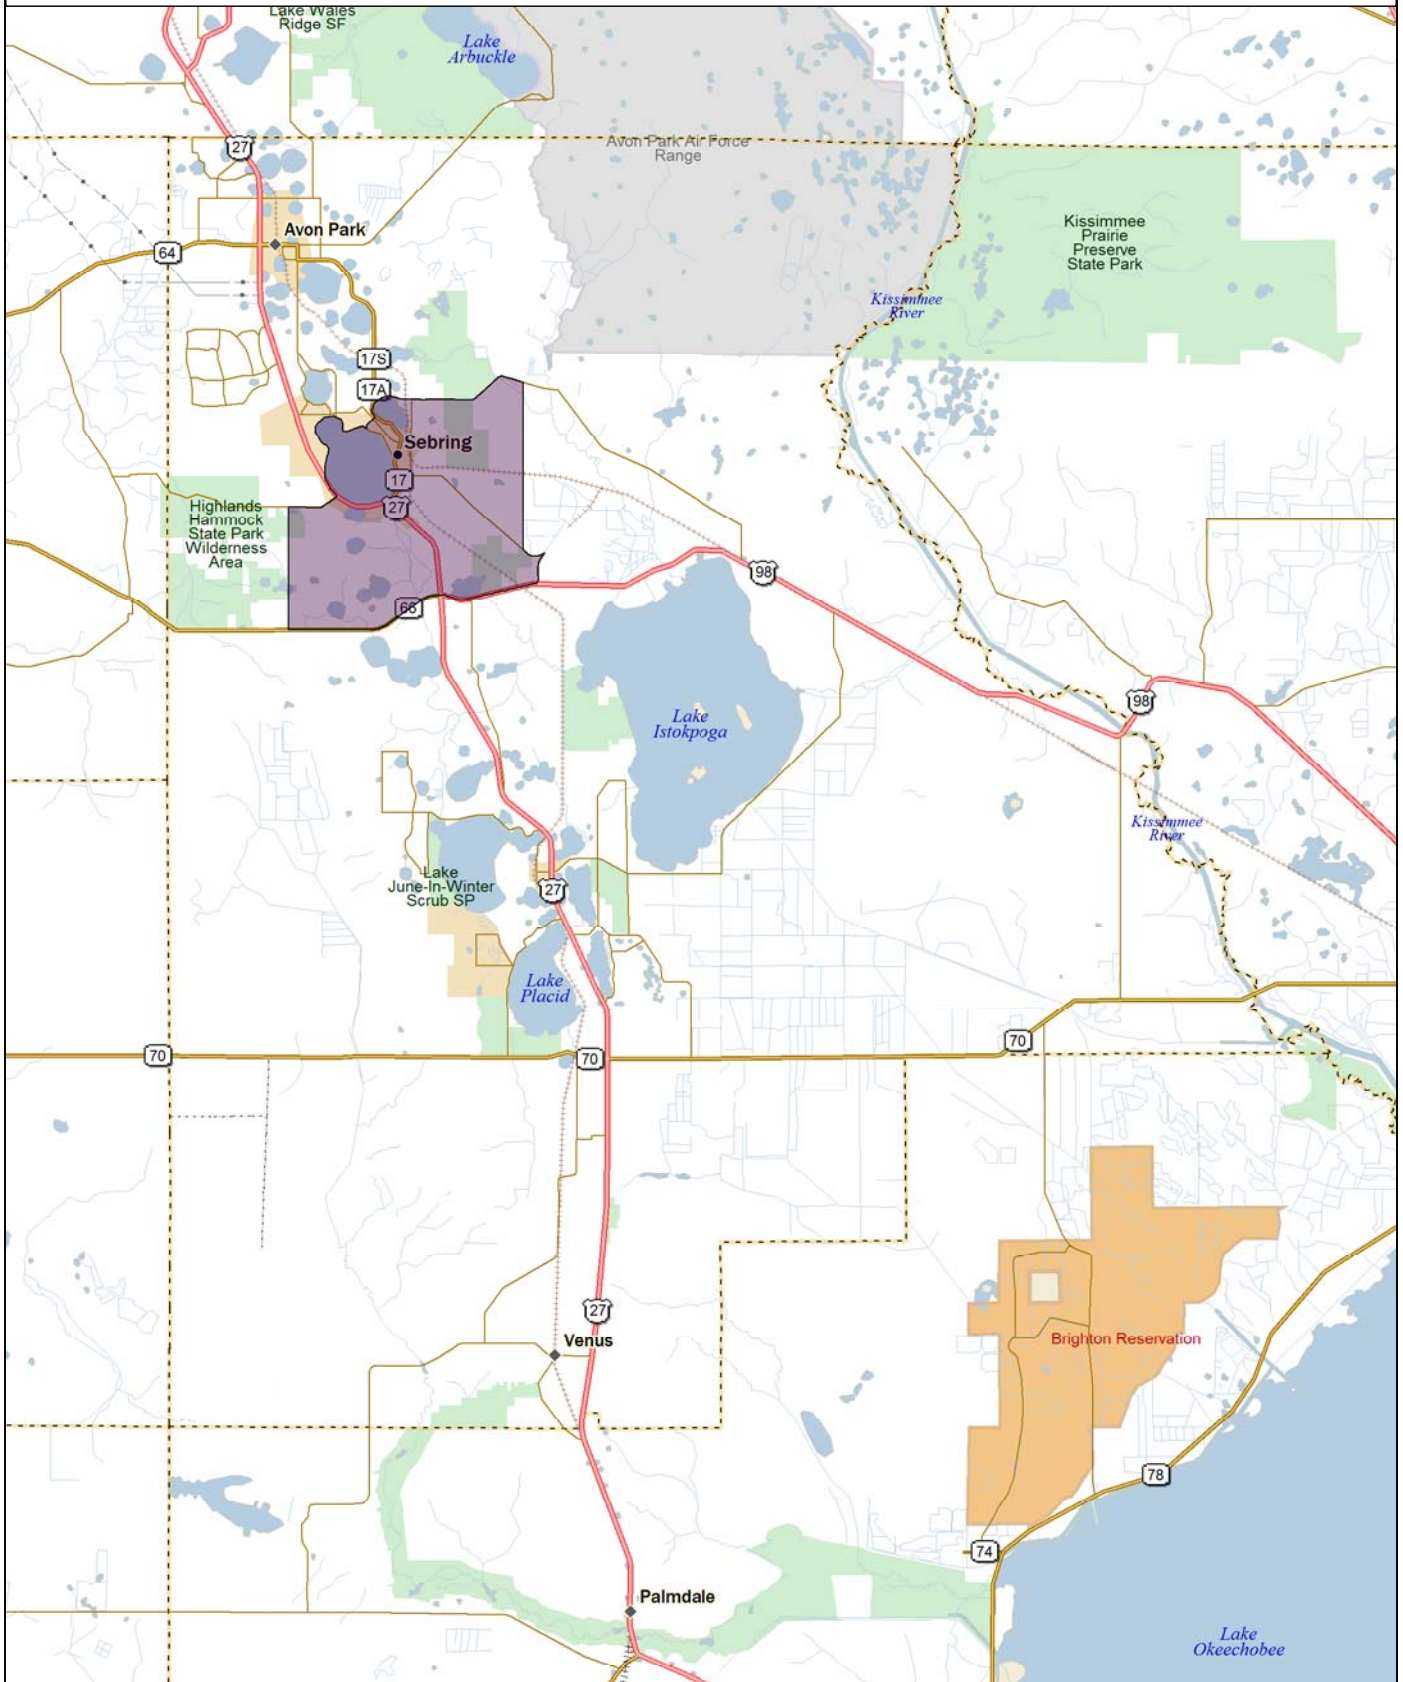 Lake Wales
Ridge SF
Lake
Arbuckle
27
Avon Park Air Force
Range
Kissimmee
Prairie
Preserve
State Park
Avon Park
64
Kissimmee
River
17S
17A
Sebring
17
27
Highlands
Hammock
State Park
Wilderness
Area
98
66
98
Lake
Istokpoga
Kissimmee
River
Lake
June-In-Winter
Scrub SP
27
Lake
Placid
70
70
70
27
Venus
Brighton Reservation
78
74
Palmdale
Lake
Okeechobee